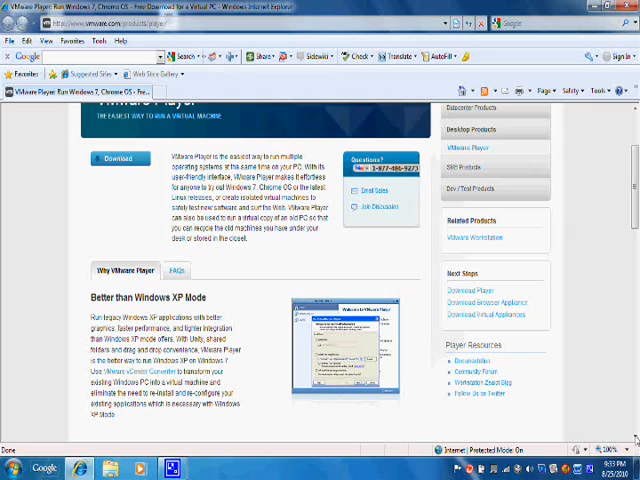 VMware Player: Run Windows 7, Chrome OS - Free Download for a Virtual PC - Windows Internet Explorer
http://www.vmware.com/products/player/
Google
File Edit View Favorites Tools Help
Google Search Share Sidewiki Check Translate AutoFill Sign In
Favorites Suggested Sites Web Slice Gallery
VMware Player: Run Windows 7, Chrome OS - Fre... Page Safety Tools
VMware Player
THE EASIEST WAY TO RUN A VIRTUAL MACHINE
Download
VMware Player is the easiest way to run multiple
operating systems at the same time on your PC. With its
user-friendly interface, VMware Player makes it effortless
for anyone to try out Windows 7, Chrome OS or the latest
Linux releases, or create isolated virtual machines to
safely test new software and surf the Web. VMware Player
can also be used to run a virtual copy of an old PC so that
you can recycle the old machines you have under your
desk or stored in the closet.
Questions?
1-877-486-9273
Email Sales
Join Discussion
Datacenter Products
Desktop Products
VMware Player
SMB Products
Dev / Test Products
Related Products
VMware Workstation
Next Steps
Download Player
Download Browser Appliance
Download Virtual Appliances
Player Resources
Documentation
Community Forum
Workstation Zealot Blog
Follow Us on Twitter
Why VMware Player FAQs
Better than Windows XP Mode
Run legacy Windows XP applications with better
graphics, faster performance, and tighter integration
than Windows XP mode offers. With Unity, shared
folders and drag and drop convenience, VMware Player
is the better way to run Windows XP on Windows 7.
Use VMware vCenter Converter to transform your
existing Windows PC into a virtual machine and
eliminate the need to re-install and re-configure your
existing applications which is necessary with Windows
XP Mode
Welcome to VMware Player
Done Internet | Protected Mode: On 100%
Google
9:33 PM
8/25/2010